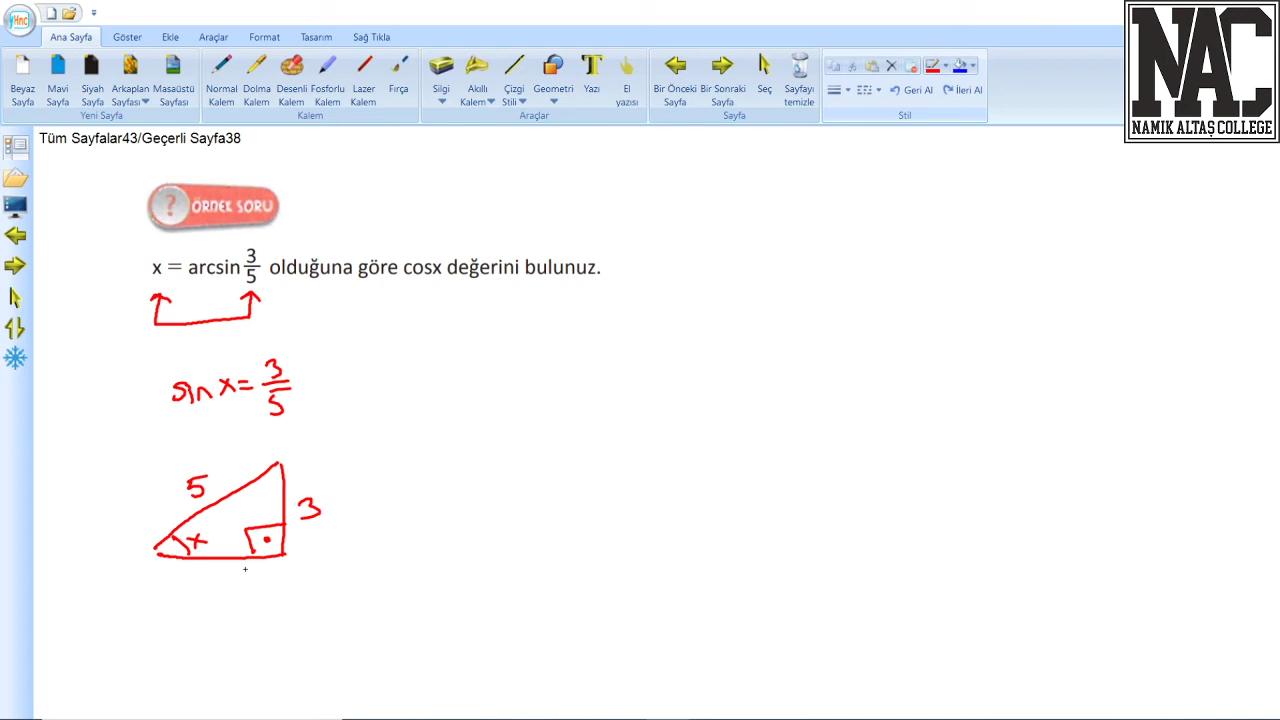 Hnc
Ana Sayfa Göster Ekle Araçlar Format Tasarım Sağ Tıkla
Beyaz Sayfa Mavi Sayfa Siyah Sayfa Arkaplan Sayfası Masaüstü Sayfası
Yeni Sayfa
Normal Kalem Dolma Kalem Desenli Kalem Fosforlu Kalem Lazer Kalem Fırça
Kalem
Silgi Akıllı Kalem Çizgi Stili Geometri Yazı El yazısı
Araçlar
Bir Önceki Sayfa Bir Sonraki Sayfa Seç Sayfayı temizle
Sayfa
Geri Al İleri Al
Stil
NAC
NAMIK ALTAŞ COLLEGE
Tüm Sayfalar43/Geçerli Sayfa38
? ÖRNEK SORU
x = arcsin 3/5 olduğuna göre cosx değerini bulunuz.
sin x = 3/5
5
3
x